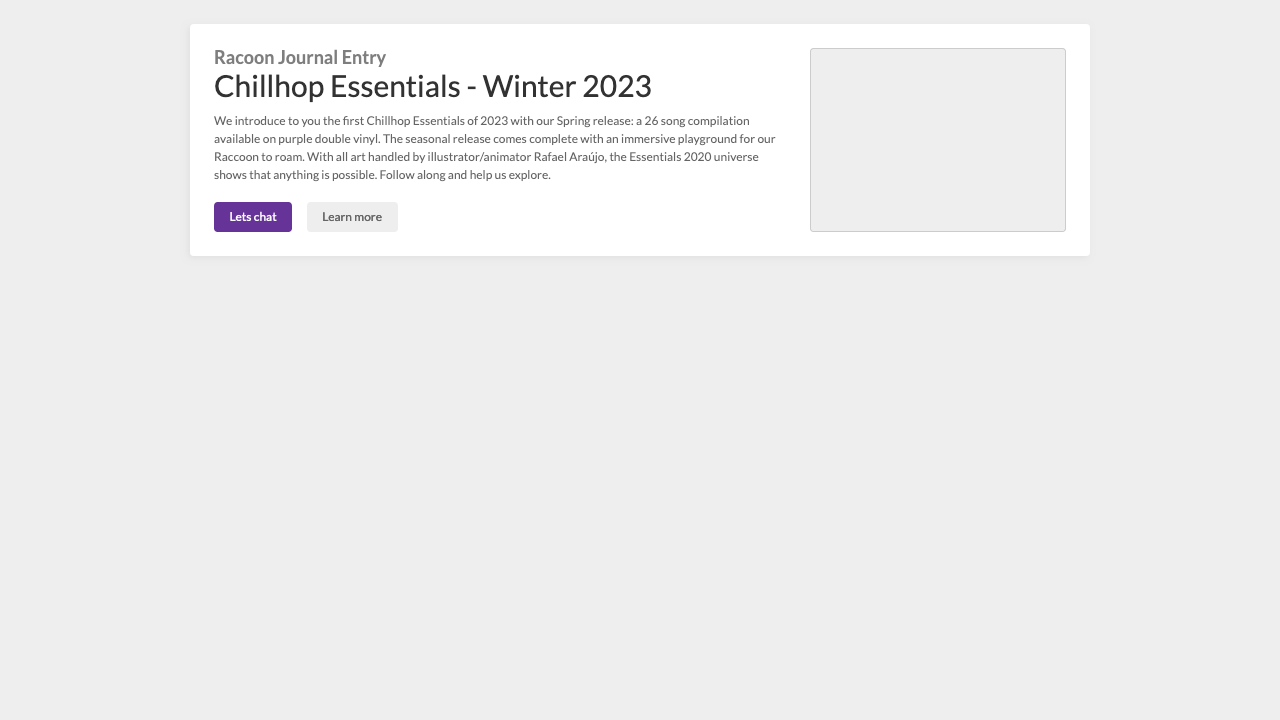 Racoon Journal Entry
Chillhop Essentials - Winter 2023
We introduce to you the first Chillhop Essentials of 2023 with our Spring release: a 26 song compilation
available on purple double vinyl. The seasonal release comes complete with an immersive playground for our
Raccoon to roam. With all art handled by illustrator/animator Rafael Araújo, the Essentials 2020 universe
shows that anything is possible. Follow along and help us explore.
Lets chat
Learn more